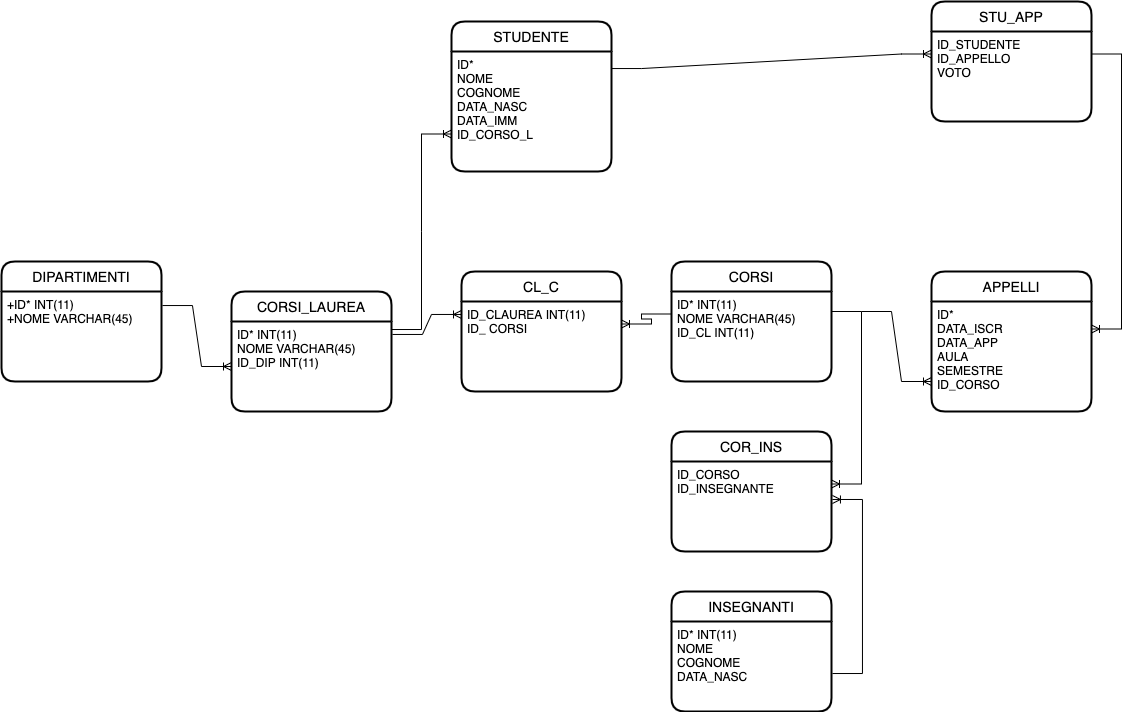 STUDENTE
ID*
NOME
COGNOME
DATA_NASC
DATA_IMM
ID_CORSO_L
STU_APP
ID_STUDENTE
ID_APPELLO
VOTO
DIPARTIMENTI
+ID* INT(11)
+NOME VARCHAR(45)
CORSI_LAUREA
ID* INT(11)
NOME VARCHAR(45)
ID_DIP INT(11)
CL_C
ID_CLAUREA INT(11)
ID_ CORSI
CORSI
ID* INT(11)
NOME VARCHAR(45)
ID_CL INT(11)
APPELLI
ID*
DATA_ISCR
DATA_APP
AULA
SEMESTRE
ID_CORSO
COR_INS
ID_CORSO
ID_INSEGNANTE
INSEGNANTI
ID* INT(11)
NOME
COGNOME
DATA_NASC